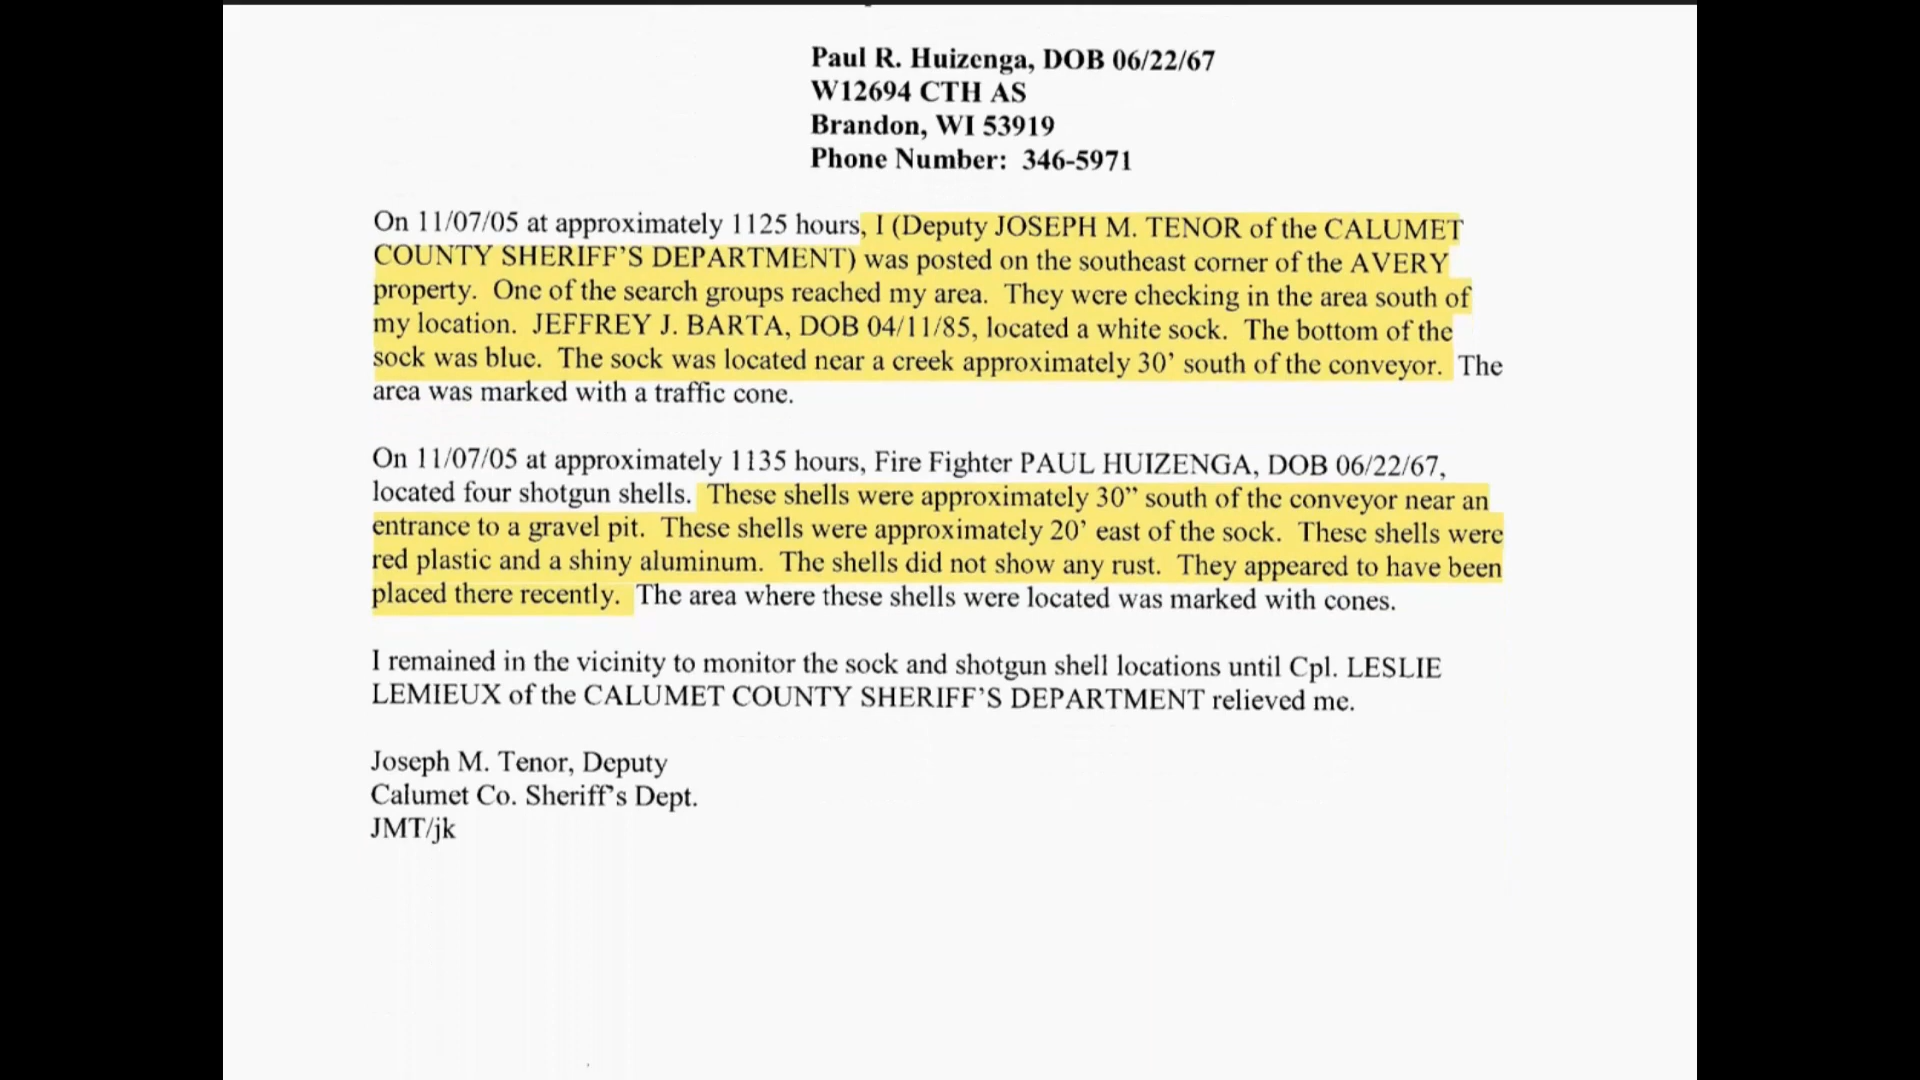 Paul R. Huizenga, DOB 06/22/67
W12694 CTH AS
Brandon, WI 53919
Phone Number: 346-5971
On 11/07/05 at approximately 1125 hours, I (Deputy JOSEPH M. TENOR of the CALUMET
COUNTY SHERIFF'S DEPARTMENT) was posted on the southeast corner of the AVERY
property. One of the search groups reached my area. They were checking in the area south of
my location. JEFFREY J. BARTA, DOB 04/11/85, located a white sock. The bottom of the
sock was blue. The sock was located near a creek approximately 30' south of the conveyor. The
area was marked with a traffic cone.
On 11/07/05 at approximately 1135 hours, Fire Fighter PAUL HUIZENGA, DOB 06/22/67,
located four shotgun shells. These shells were approximately 30" south of the conveyor near an
entrance to a gravel pit. These shells were approximately 20' east of the sock. These shells were
red plastic and a shiny aluminum. The shells did not show any rust. They appeared to have been
placed there recently. The area where these shells were located was marked with cones.
I remained in the vicinity to monitor the sock and shotgun shell locations until Cpl. LESLIE
LEMIEUX of the CALUMET COUNTY SHERIFF'S DEPARTMENT relieved me.
Joseph M. Tenor, Deputy
Calumet Co. Sheriff's Dept.
JMT/jk